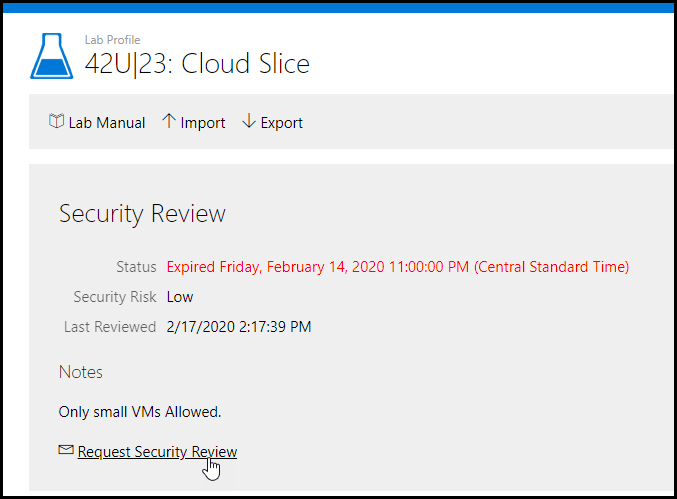 Lab Profile
42U|23: Cloud Slice
Lab Manual Import Export
Security Review
Status Expired Friday, February 14, 2020 11:00:00 PM (Central Standard Time)
Security Risk Low
Last Reviewed 2/17/2020 2:17:39 PM
Notes
Only small VMs Allowed.
Request Security Review